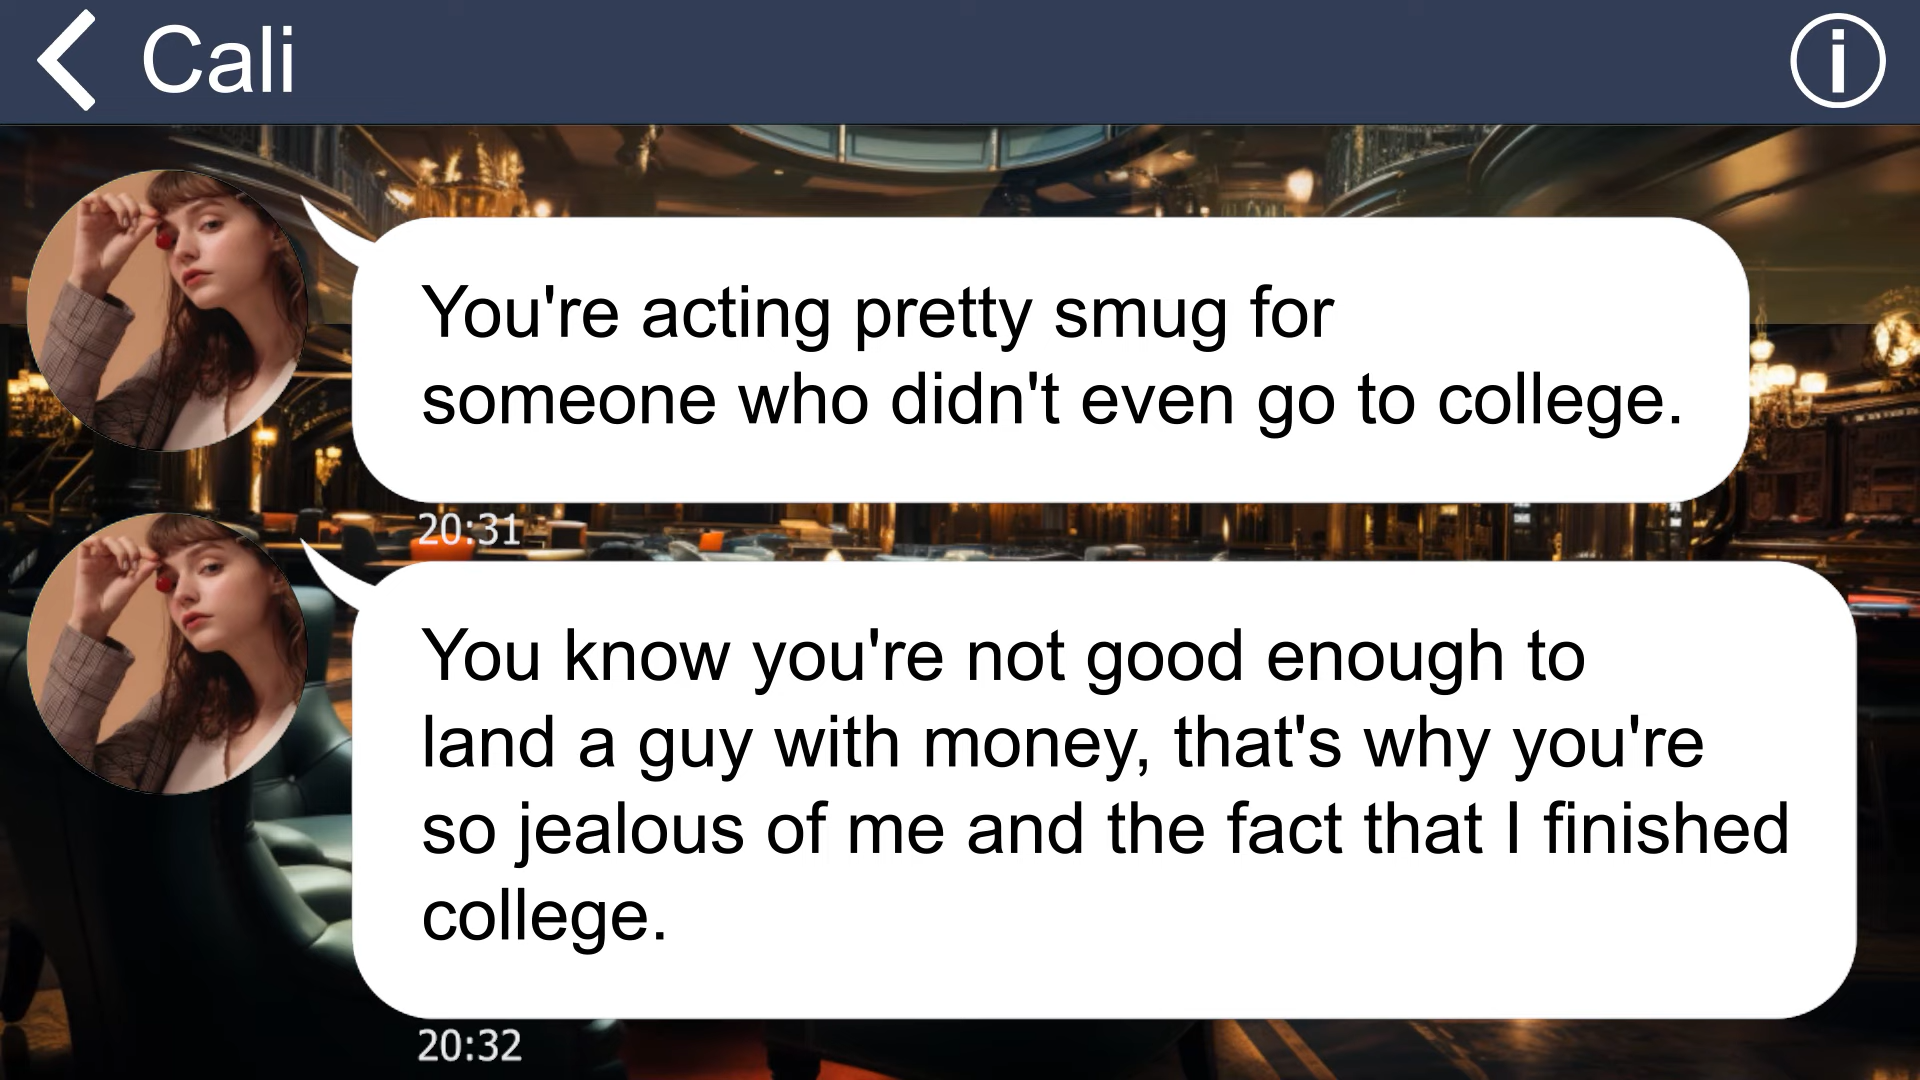 Cali
You're acting pretty smug for
someone who didn't even go to college.
20:31
You know you're not good enough to
land a guy with money, that's why you're
so jealous of me and the fact that I finished
college.
20:32